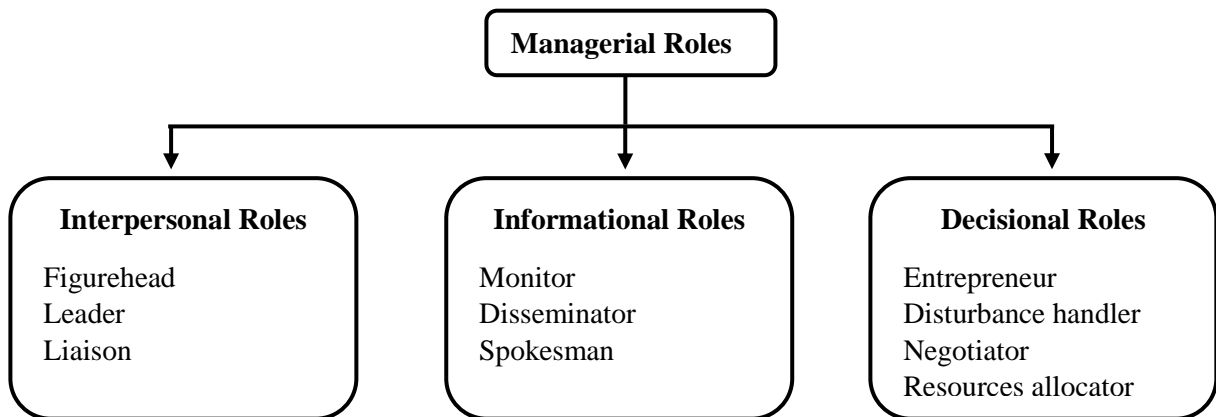 Managerial Roles
Interpersonal Roles
Figurehead
Leader
Liaison
Informational Roles
Monitor
Disseminator
Spokesman
Decisional Roles
Entrepreneur
Disturbance handler
Negotiator
Resources allocator